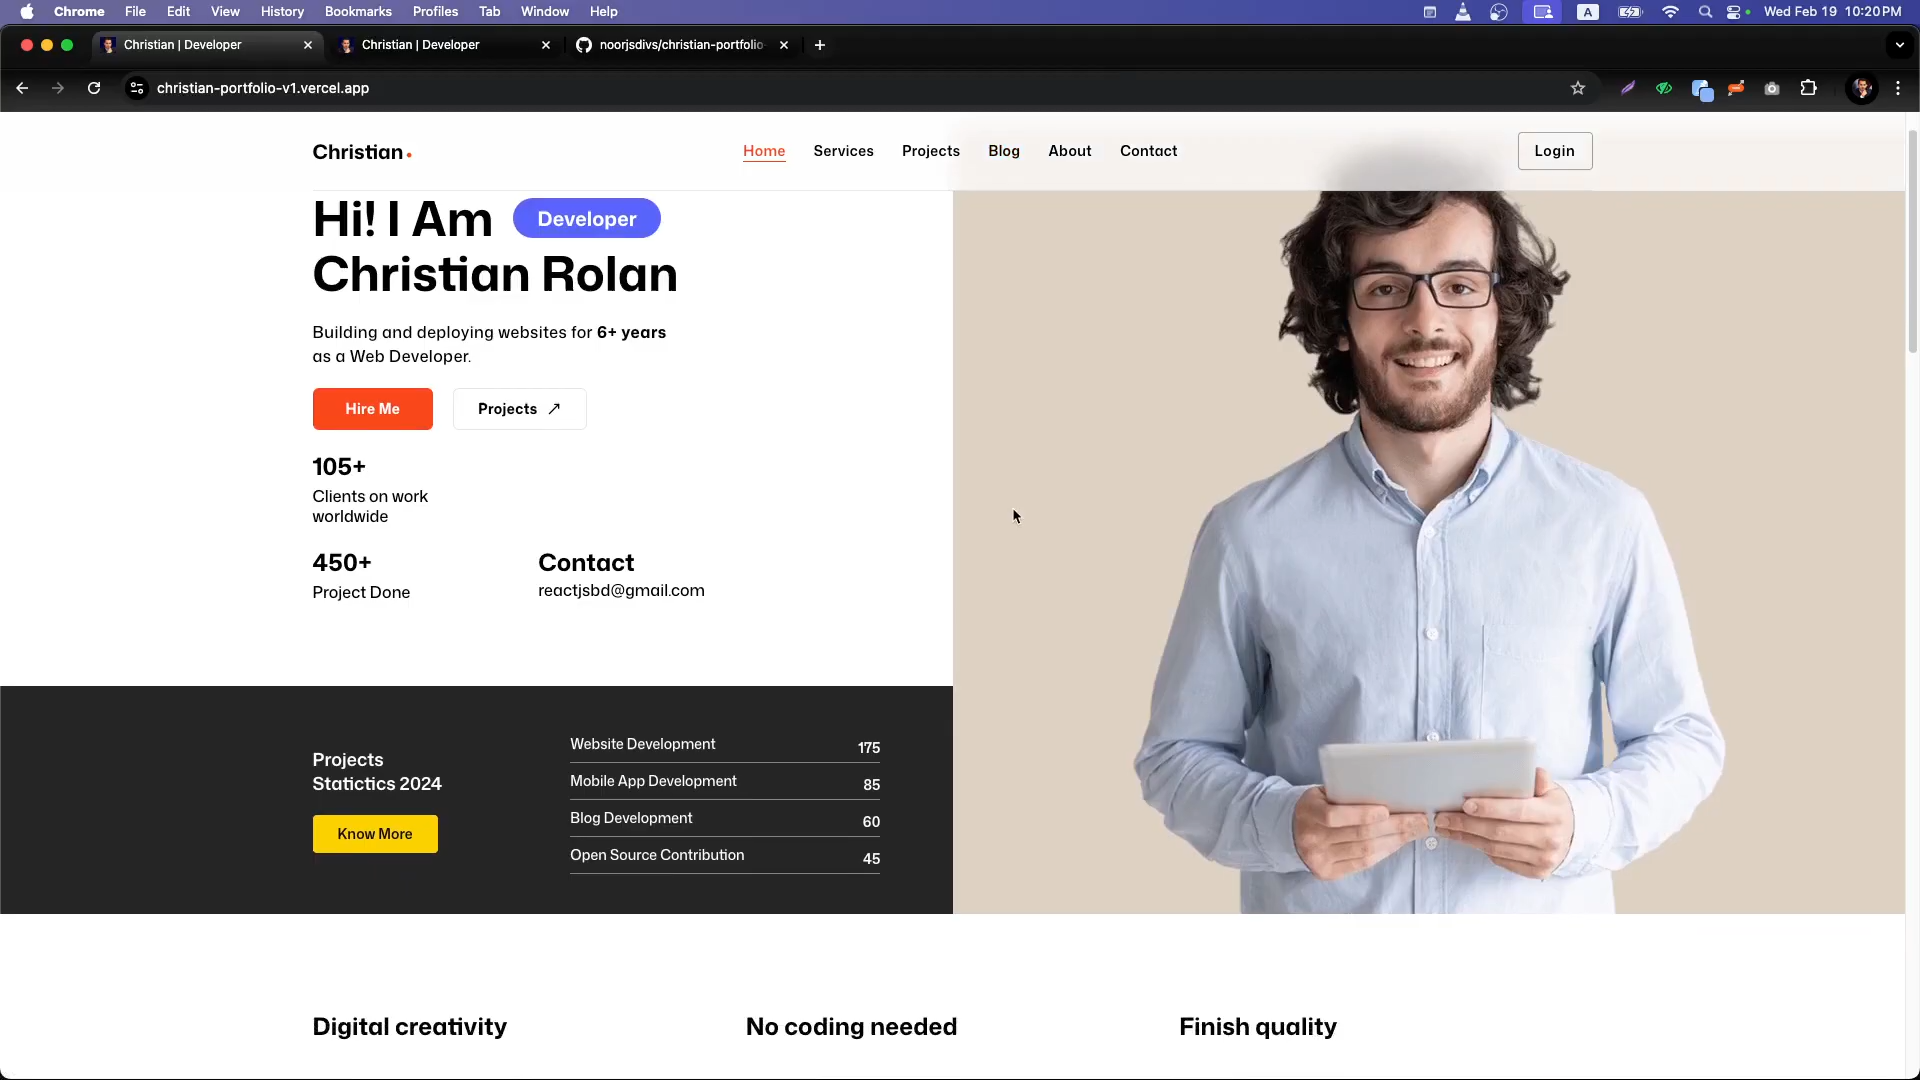 Chrome File Edit View History Bookmarks Profiles Tab Window Help A Wed Feb 19 10:20 PM
Christian | Developer Christian | Developer noorjsdivs/christian-portfolio-
christian-portfolio-v1.vercel.app
Christian
Home Services Projects Blog About Contact Login
Hi! I Am Developer
Christian Rolan
Building and deploying websites for 6+ years
as a Web Developer.
Hire Me Projects ↗
105+
Clients on work
worldwide
450+ Contact
Project Done reactjsbd@gmail.com
Projects
Statictics 2024
Know More
Website Development 175
Mobile App Development 85
Blog Development 60
Open Source Contribution 45
Digital creativity No coding needed Finish quality